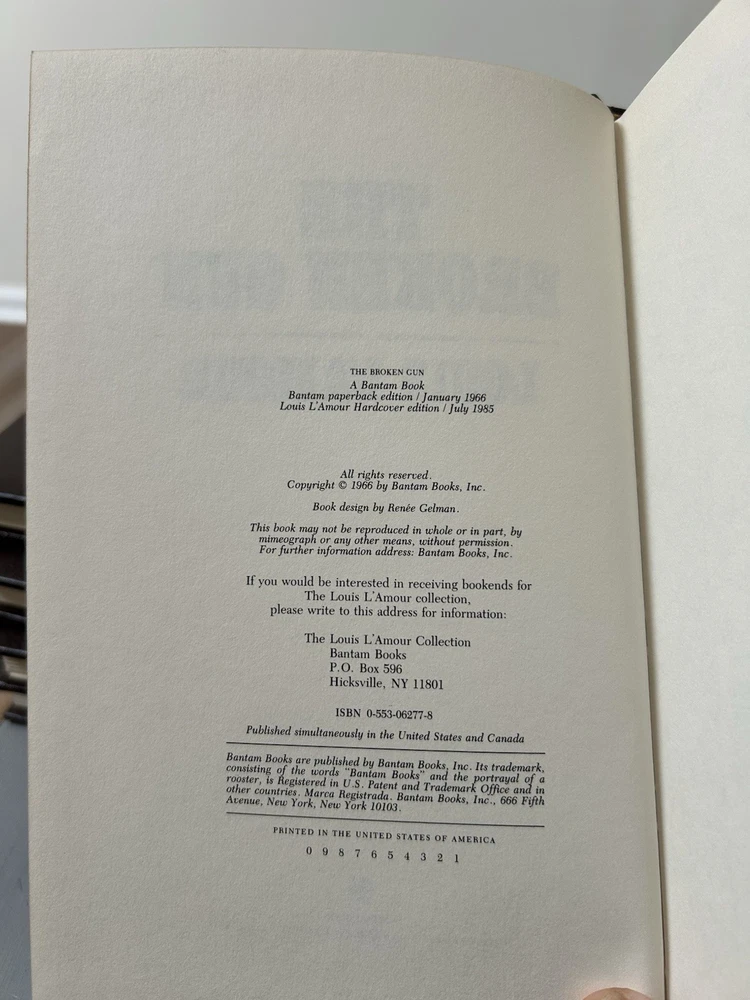 THE BROKEN GUN
A Bantam Book
Bantam paperback edition / January 1966
Louis L'Amour Hardcover edition / July 1985
All rights reserved.
Copyright © 1966 by Bantam Books, Inc.
Book design by Renée Gelman.
This book may not be reproduced in whole or in part, by
mimeograph or any other means, without permission.
For further information address: Bantam Books, Inc.
If you would be interested in receiving bookends for
The Louis L'Amour collection,
please write to this address for information:
The Louis L'Amour Collection
Bantam Books
P.O. Box 596
Hicksville, NY 11801
ISBN 0-553-06277-8
Published simultaneously in the United States and Canada
Bantam Books are published by Bantam Books, Inc. Its trademark,
consisting of the words "Bantam Books" and the portrayal of a
rooster, is Registered in U.S. Patent and Trademark Office and in
other countries. Marca Registrada. Bantam Books, Inc., 666 Fifth
Avenue, New York, New York 10103.
PRINTED IN THE UNITED STATES OF AMERICA
0 9 8 7 6 5 4 3 2 1